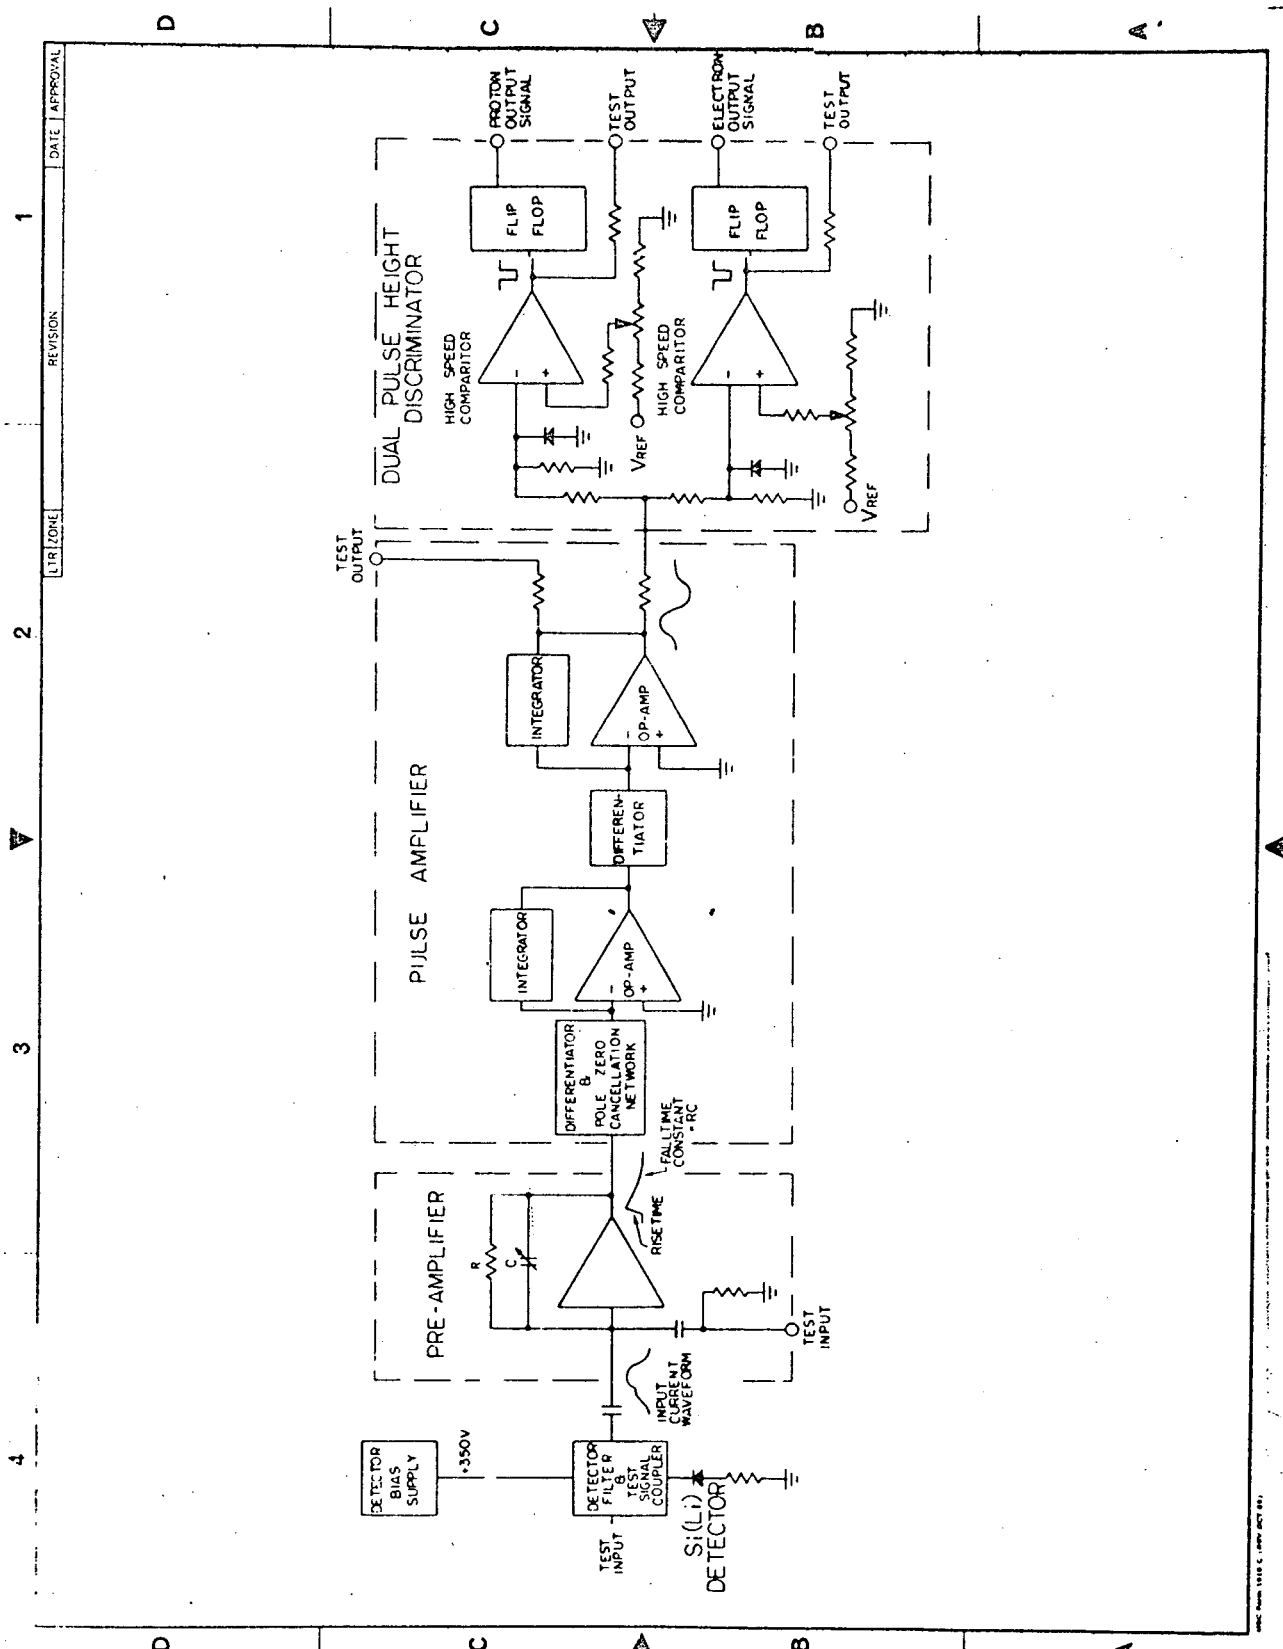 D
C
B
A
LTR
ZONE
REVISION
DATE
APPROVAL
1
2
3
4
DUAL PULSE HEIGHT
DISCRIMINATOR
PROTON
OUTPUT
SIGNAL
TEST
OUTPUT
ELECTRON
OUTPUT
SIGNAL
TEST
OUTPUT
FLIP
FLOP
FLIP
FLOP
HIGH SPEED
COMPARITOR
-
+
HIGH SPEED
COMPARITOR
-
+
VREF
VREF
TEST
OUTPUT
PULSE AMPLIFIER
INTEGRATOR
OP-AMP
-
+
DIFFEREN-
TIATOR
INTEGRATOR
OP-AMP
-
+
DIFFERENTIATOR
&
POLE ZERO
CANCELLATION
NETWORK
PRE-AMPLIFIER
R
C
FALLTIME
CONSTANT
=RC
RISETIME
TEST
INPUT
INPUT
CURRENT
WAVEFORM
DETECTOR
BIAS
SUPPLY
+350V
DETECTOR
FILTER
&
TEST
SIGNAL
COUPLER
TEST
INPUT
Si(Li)
DETECTOR
D
C
B
A